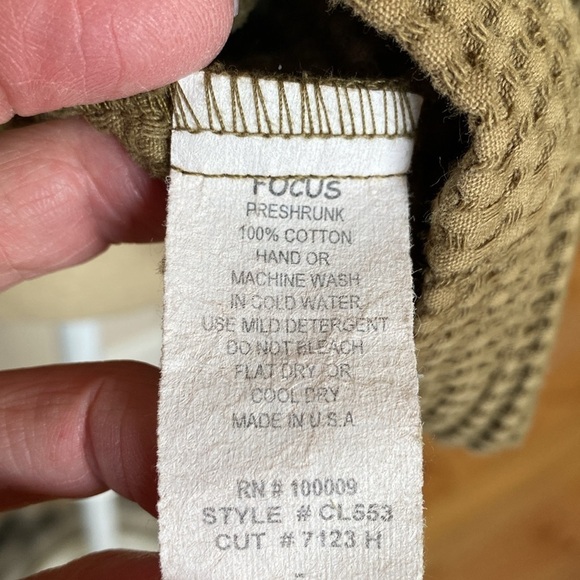 FOCUS
PRESHRUNK
100% COTTON
HAND OR
MACHINE WASH
IN COLD WATER
USE MILD DETERGENT
DO NOT BLEACH
FLAT DRY OR
COOL DRY
MADE IN U.S.A
RN # 100009
STYLE # CL553
CUT # 7123 H